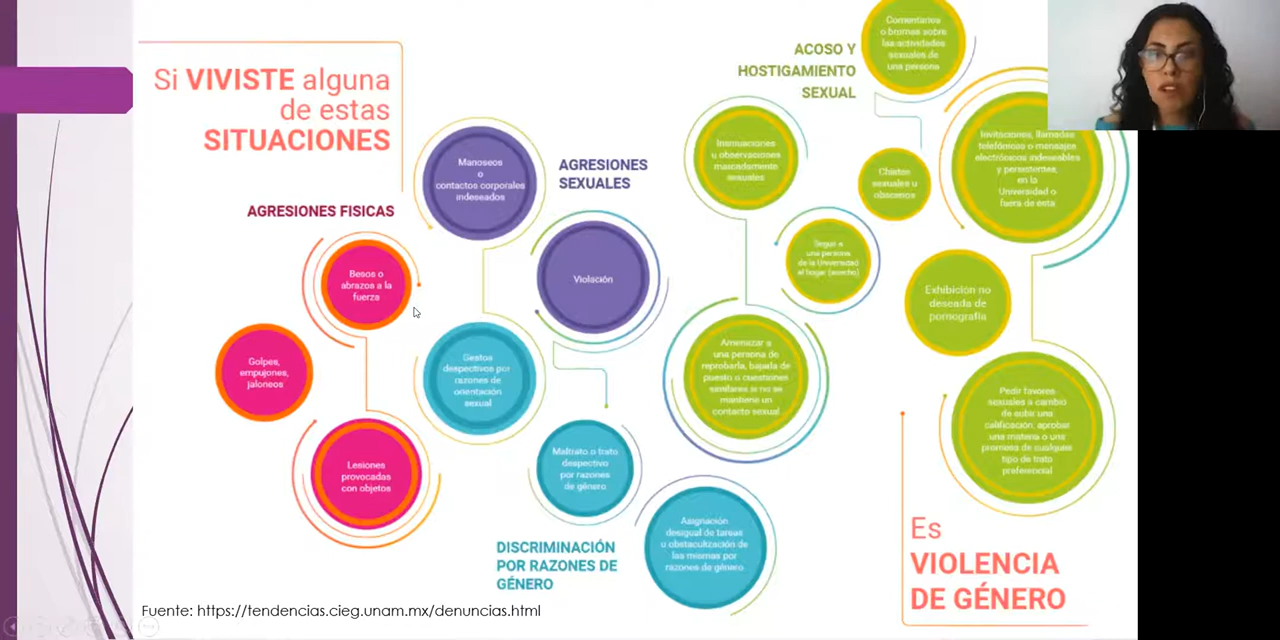 Si VIVISTE alguna
de estas
SITUACIONES
AGRESIONES FISICAS
Besos o
abrazos a la
fuerza
Golpes,
empujones,
jaloneos
Lesiones
provocadas
con objetos
Manoseos
o
contactos corporales
indeseados
AGRESIONES
SEXUALES
Violación
Gestos
despectivos por
razones de
orientación
sexual
Maltrato o trato
despectivo
por razones
de género
Asignación
desigual de tareas
u obstaculización de
las mismas por
razones de género
DISCRIMINACIÓN
POR RAZONES DE
GÉNERO
ACOSO Y
HOSTIGAMIENTO
SEXUAL
Comentarios
o bromas sobre
las actividades
sexuales de
una persona
Insinuaciones
u observaciones
marcadamente
sexuales
Chistes
sexuales u
obscenos
Invitaciones, llamadas
telefónicas o mensajes
electrónicos indeseables
y persistentes,
en la
Universidad o
fuera de ésta
Seguir a
una persona
de la Universidad
al hogar (acecho)
Exhibición no
deseada de
pornografía
Amenazar a
una persona de
reprobarla, bajarla de
puesto o cuestiones
similares si no se
mantiene un
contacto sexual
Pedir favores
sexuales a cambio
de subir una
calificación, aprobar
una materia o una
promesa de cualquier
tipo de trato
preferencial
Es
VIOLENCIA
DE GÉNERO
Fuente: https://tendencias.cieg.unam.mx/denuncias.html